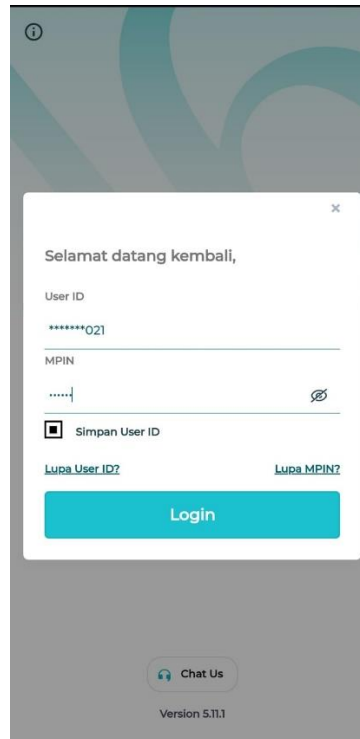 Selamat datang kembali,
User ID
*******021
MPIN
Simpan User ID
Lupa User ID?
Lupa MPIN?
Login
Chat Us
Version 5.11.1